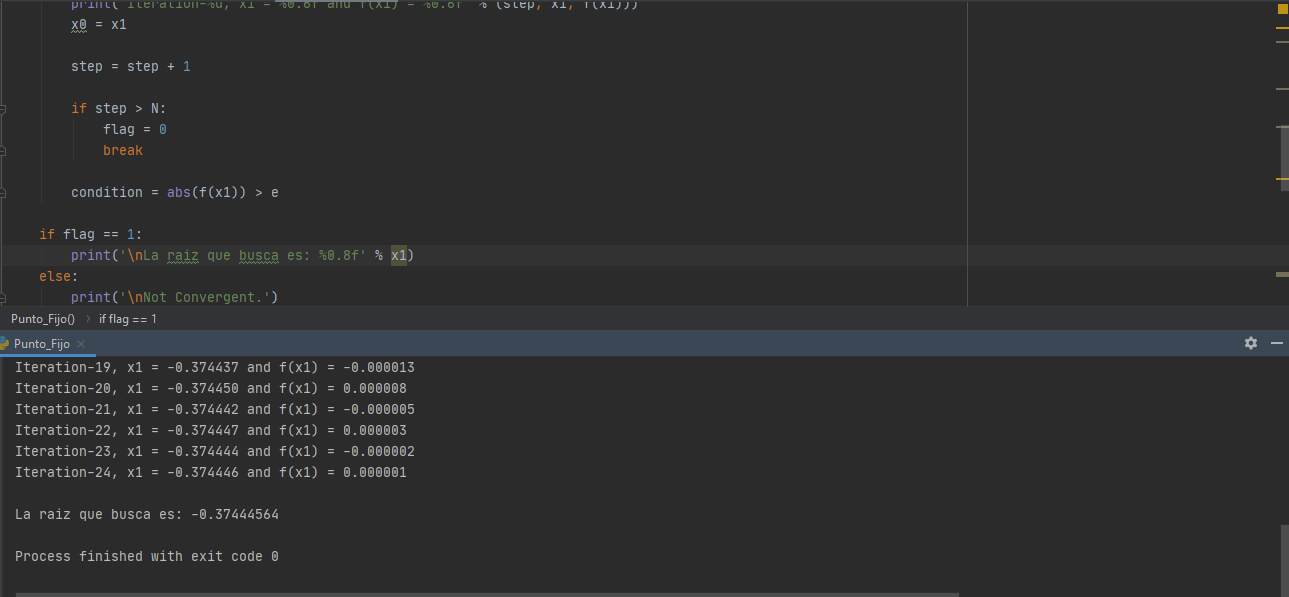 print('Iteration-%d, x1 = %0.6f and f(x1) = %0.6f' % (step, x1, f(x1)))
x0 = x1
step = step + 1
if step > N:
flag = 0
break
condition = abs(f(x1)) > e
if flag == 1:
print('\nLa raiz que busca es: %0.8f' % x1)
else:
print('\nNot Convergent.')
Punto_Fijo() › if flag == 1
Punto_Fijo ×
Iteration-19, x1 = -0.374437 and f(x1) = -0.000013
Iteration-20, x1 = -0.374450 and f(x1) = 0.000008
Iteration-21, x1 = -0.374442 and f(x1) = -0.000005
Iteration-22, x1 = -0.374447 and f(x1) = 0.000003
Iteration-23, x1 = -0.374444 and f(x1) = -0.000002
Iteration-24, x1 = -0.374446 and f(x1) = 0.000001
La raiz que busca es: -0.37444564
Process finished with exit code 0